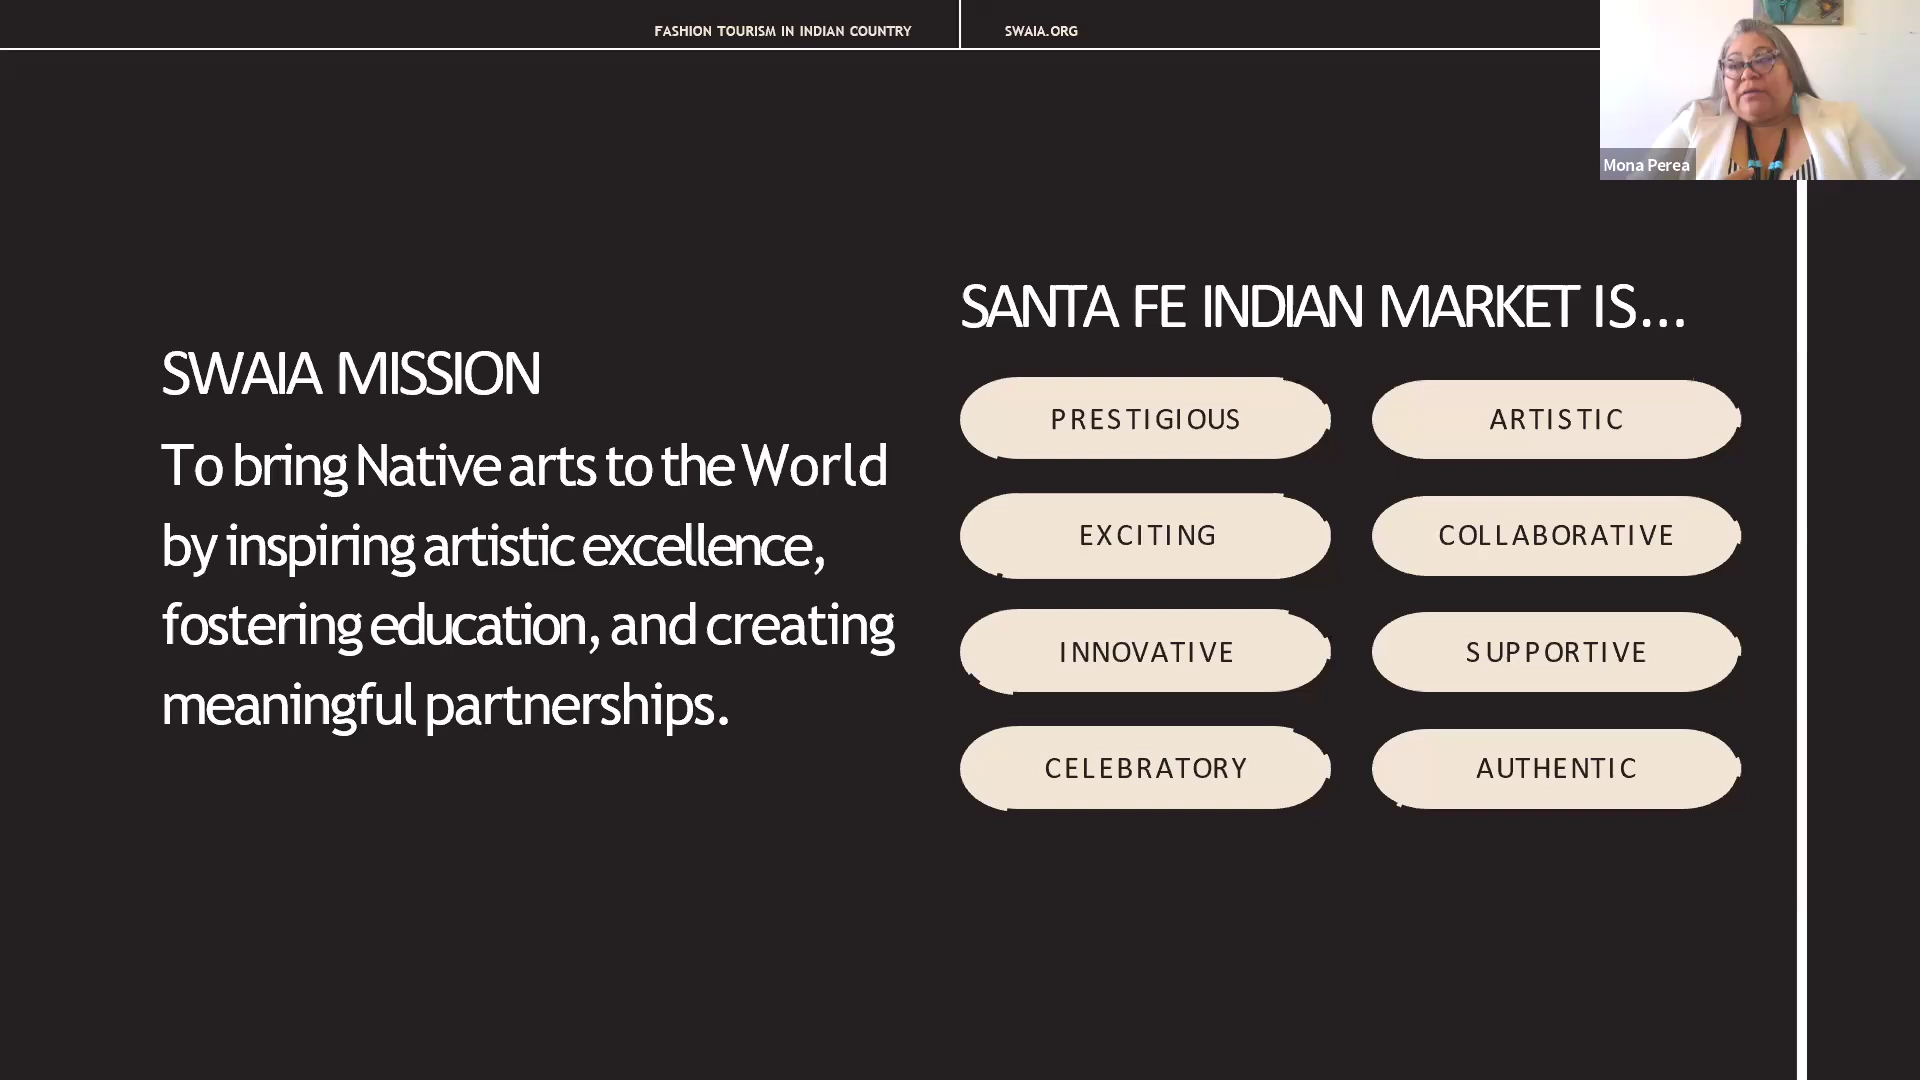 FASHION TOURISM IN INDIAN COUNTRY
SWAIA.ORG
Mona Perea
SWAIA MISSION
To bring Native arts to the World
by inspiring artistic excellence,
fostering education, and creating
meaningful partnerships.
SANTA FE INDIAN MARKET IS...
PRESTIGIOUS
ARTISTIC
EXCITING
COLLABORATIVE
INNOVATIVE
SUPPORTIVE
CELEBRATORY
AUTHENTIC